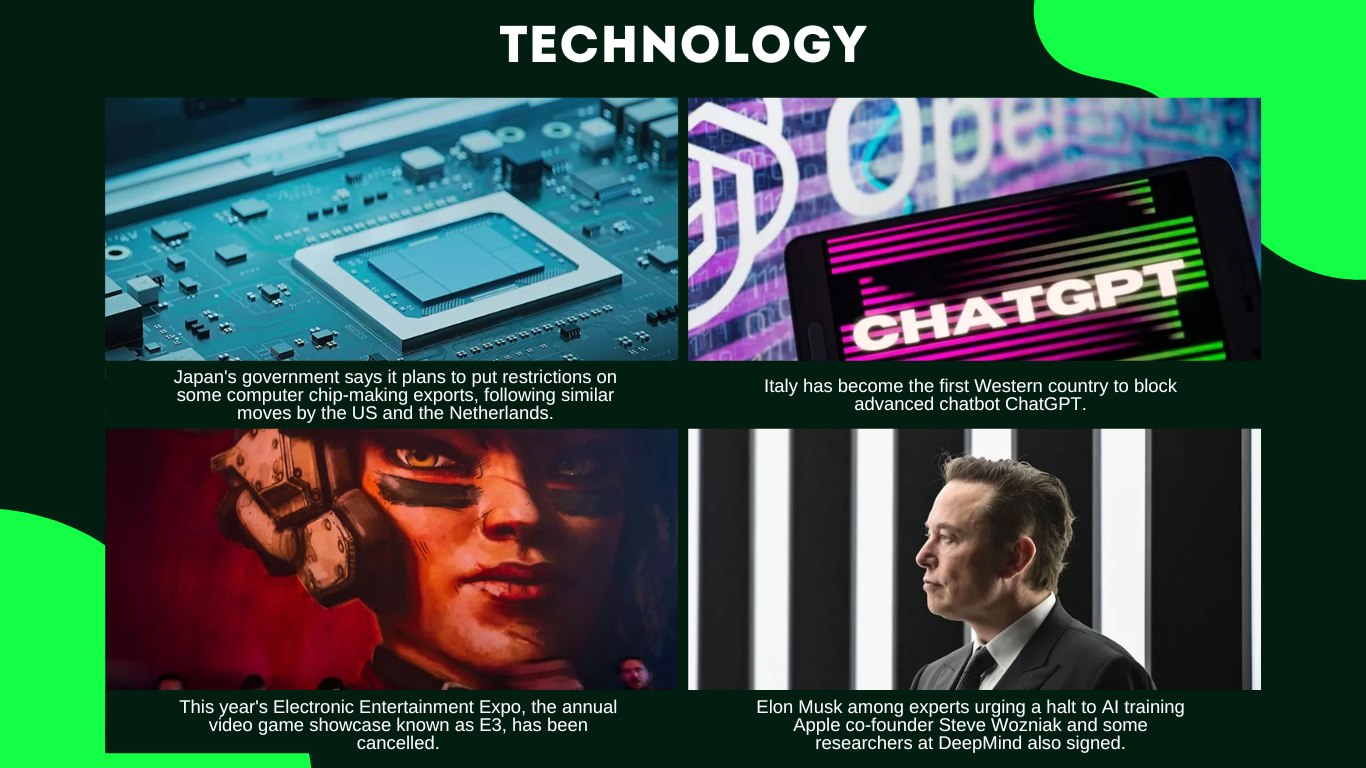 TECHNOLOGY
Open
CHATGPT
Japan's government says it plans to put restrictions on
some computer chip-making exports, following similar
moves by the US and the Netherlands.
Italy has become the first Western country to block
advanced chatbot ChatGPT.
This year's Electronic Entertainment Expo, the annual
video game showcase known as E3, has been
cancelled.
Elon Musk among experts urging a halt to AI training
Apple co-founder Steve Wozniak and some
researchers at DeepMind also signed.